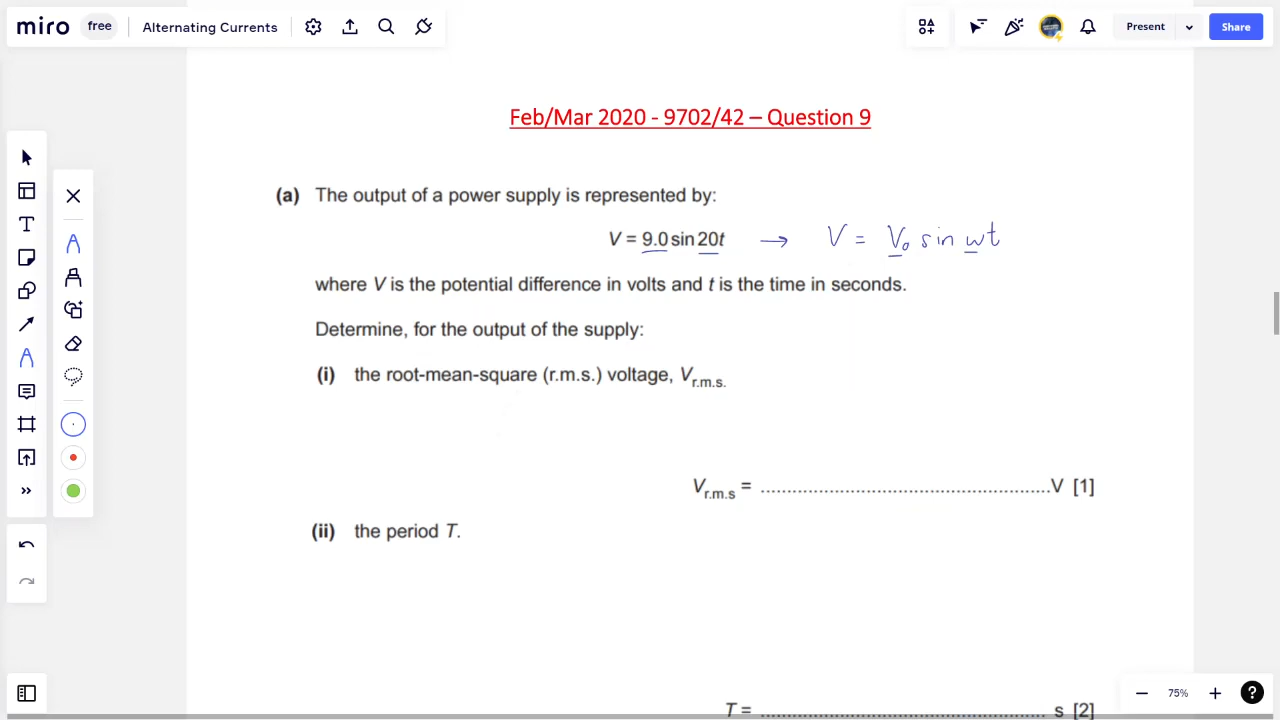 miro free Alternating Currents Present Share
Feb/Mar 2020 - 9702/42 – Question 9
(a) The output of a power supply is represented by:
V = 9.0 sin 20t → V = V₀ sin ωt
where V is the potential difference in volts and t is the time in seconds.
Determine, for the output of the supply:
(i) the root-mean-square (r.m.s.) voltage, V r.m.s.
V r.m.s = ........................................................V [1]
(ii) the period T.
T = ....................................................... s [2]
75%